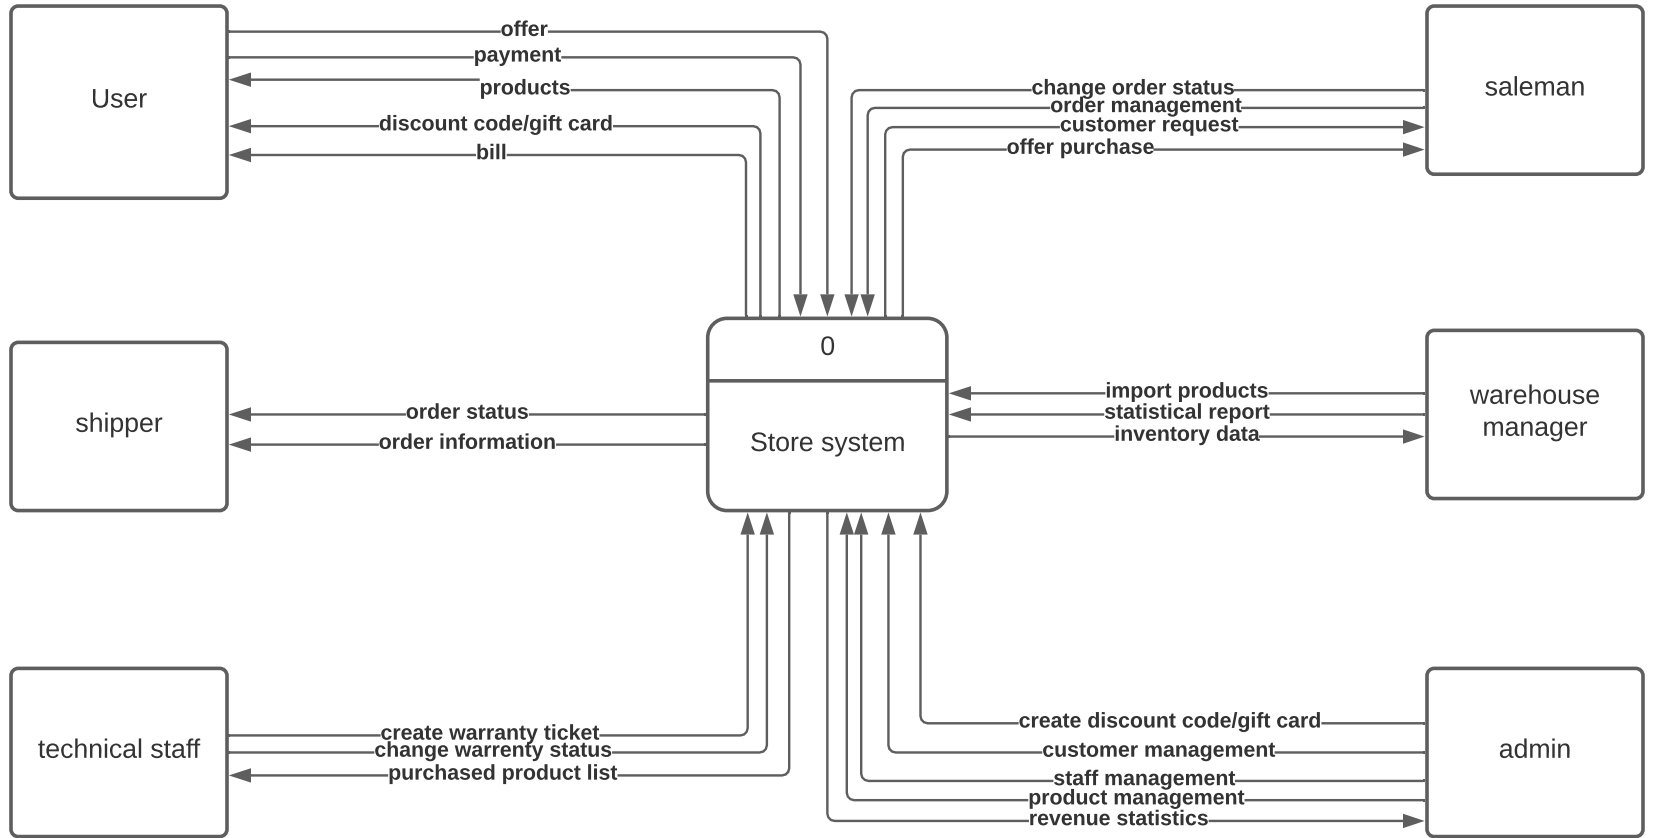 User
offer
payment
products
discount code/gift card
bill
change order status
order management
customer request
offer purchase
saleman
shipper
order status
order information
0
Store system
import products
statistical report
inventory data
warehouse
manager
technical staff
create warranty ticket
change warrenty status
purchased product list
create discount code/gift card
customer management
staff management
product management
revenue statistics
admin